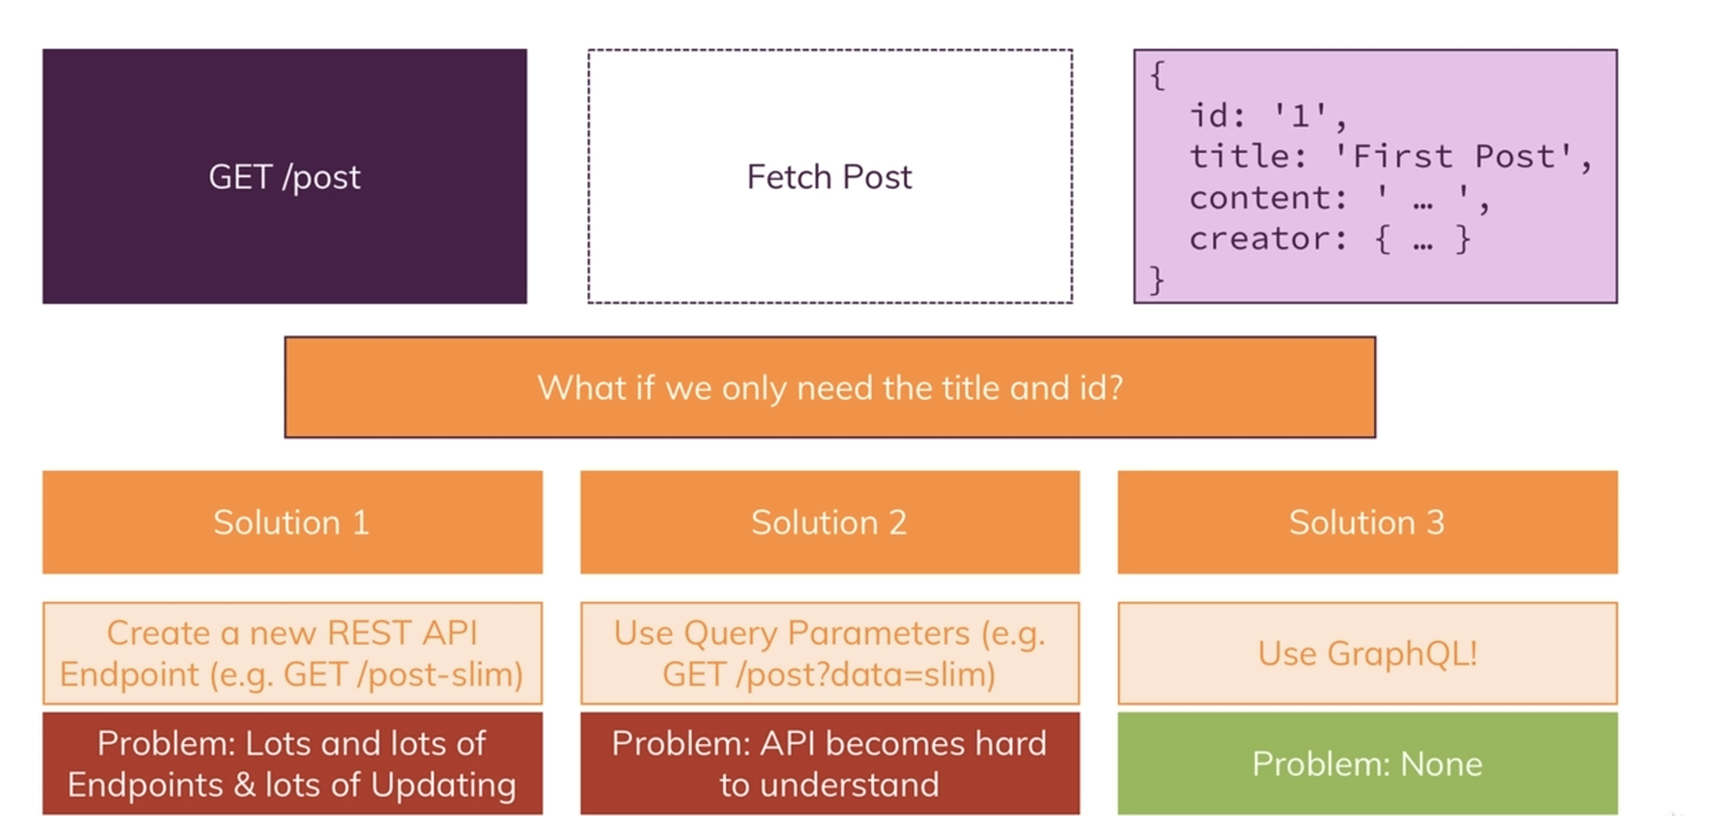 GET /post
Fetch Post
{
id: '1',
title: 'First Post',
content: ' … ',
creator: { … }
}
What if we only need the title and id?
Solution 1
Solution 2
Solution 3
Create a new REST API
Endpoint (e.g. GET /post-slim)
Use Query Parameters (e.g.
GET /post?data=slim)
Use GraphQL!
Problem: Lots and lots of
Endpoints & lots of Updating
Problem: API becomes hard
to understand
Problem: None